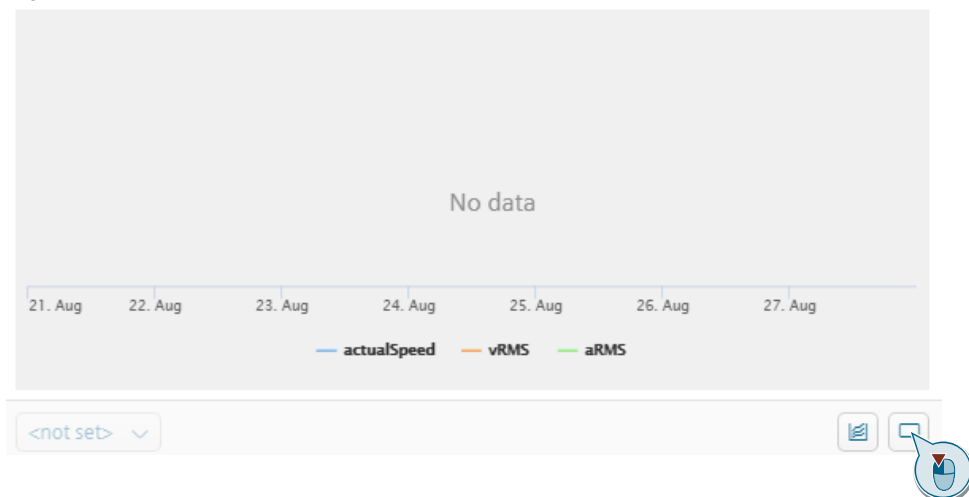 No data
21. Aug 22. Aug 23. Aug 24. Aug 25. Aug 26. Aug 27. Aug
actualSpeed vRMS aRMS
<not set>